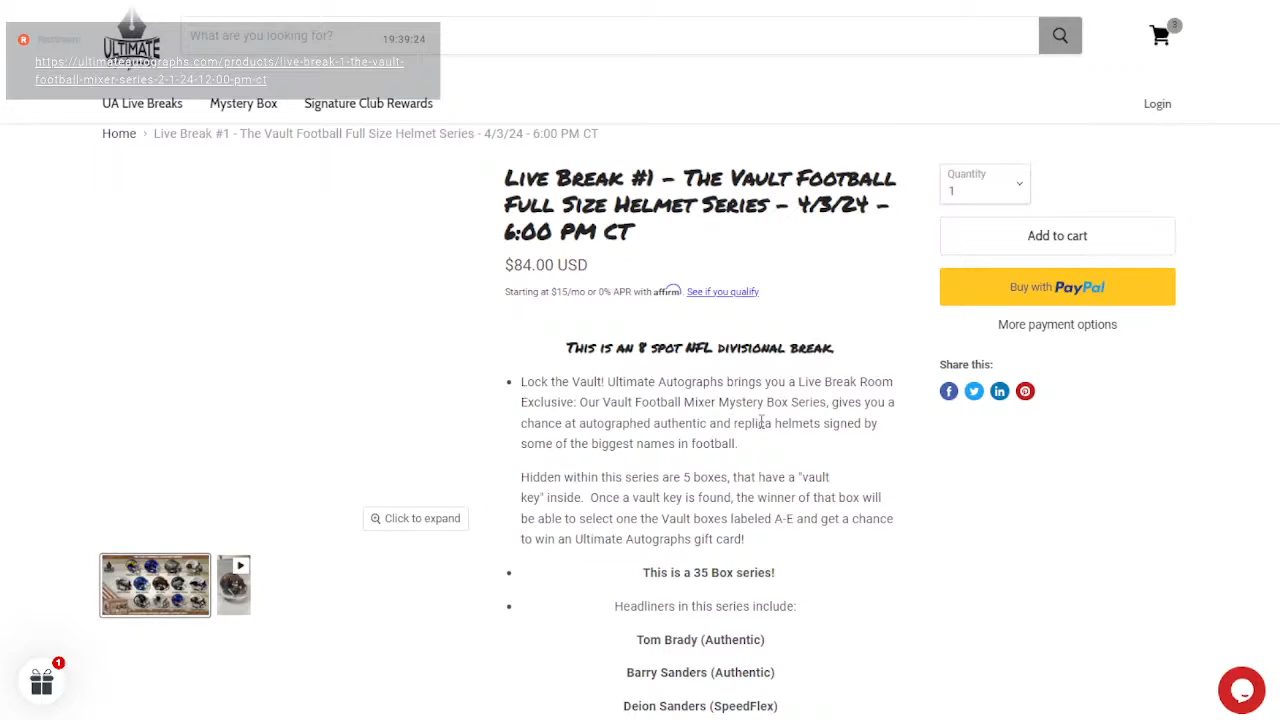 ULTIMATE
What are you looking for?
3
Restream
19:39:24
https://ultimateautographs.com/products/live-break-1-the-vault-
football-mixer-series-2-1-24-12-00-pm-ct
UA Live Breaks
Mystery Box
Signature Club Rewards
Login
Home › Live Break #1 - The Vault Football Full Size Helmet Series - 4/3/24 - 6:00 PM CT
Live Break #1 - The Vault Football
Full Size Helmet Series - 4/3/24 -
6:00 PM CT
$84.00 USD
Starting at $15/mo or 0% APR with affirm. See if you qualify
Quantity
1
Add to cart
Buy with PayPal
More payment options
Share this:
This is an 8 spot NFL divisional break.
Lock the Vault! Ultimate Autographs brings you a Live Break Room
Exclusive: Our Vault Football Mixer Mystery Box Series, gives you a
chance at autographed authentic and replica helmets signed by
some of the biggest names in football.
Hidden within this series are 5 boxes, that have a "vault
key" inside. Once a vault key is found, the winner of that box will
be able to select one the Vault boxes labeled A-E and get a chance
to win an Ultimate Autographs gift card!
Click to expand
This is a 35 Box series!
Headliners in this series include:
Tom Brady (Authentic)
Barry Sanders (Authentic)
Deion Sanders (SpeedFlex)
1